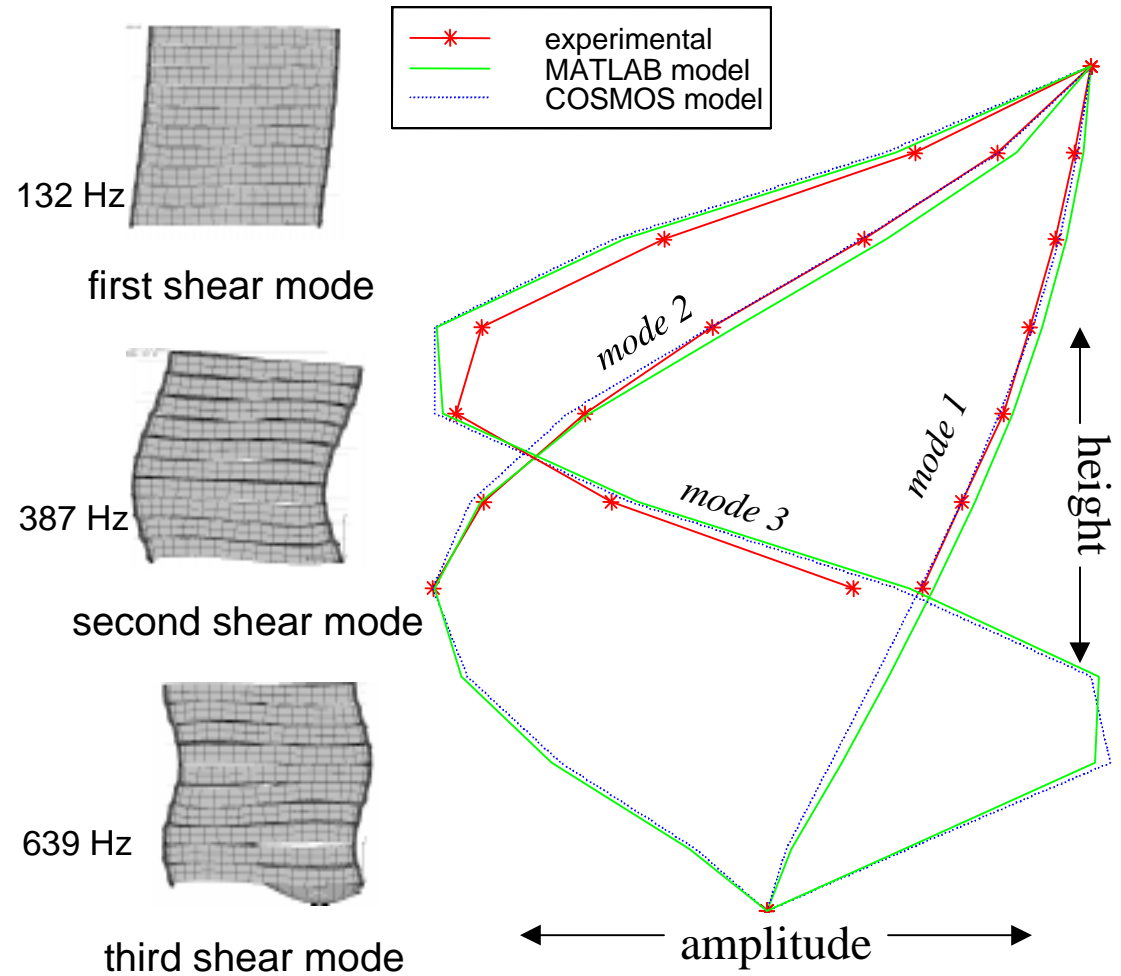 experimental
MATLAB model
COSMOS model
132 Hz
first shear mode
387 Hz
second shear mode
639 Hz
third shear mode
mode 2
mode 1
mode 3
height
amplitude